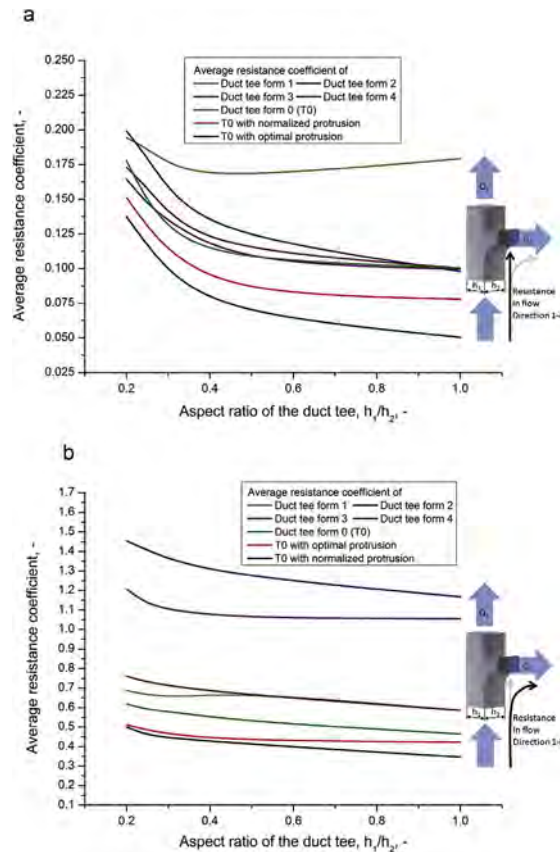 a
Average resistance coefficient, -
0.250
0.225
0.200
0.175
0.150
0.125
0.100
0.075
0.050
0.025
Average resistance coefficient of
Duct tee form 1 Duct tee form 2
Duct tee form 3 Duct tee form 4
Duct tee form 0 (T0)
T0 with normalized protrusion
T0 with optimal protrusion
h₁ h₂
Resistance
in flow
Direction 1-
0.2 0.4 0.6 0.8 1.0
Aspect ratio of the duct tee, h₁/h₂, -
b
Average resistance coefficient, -
1.7
1.6
1.5
1.4
1.3
1.2
1.1
1.0
0.9
0.8
0.7
0.6
0.5
0.4
0.3
0.2
0.1
Average resistance coefficient of
Duct tee form 1 Duct tee form 2
Duct tee form 3 Duct tee form 4
Duct tee form 0 (T0)
T0 with optimal protrusion
T0 with normalized protrusion
h₁ h₂
Resistance
in flow
Direction 1-
0.2 0.4 0.6 0.8 1.0
Aspect ratio of the duct tee, h₁/h₂, -